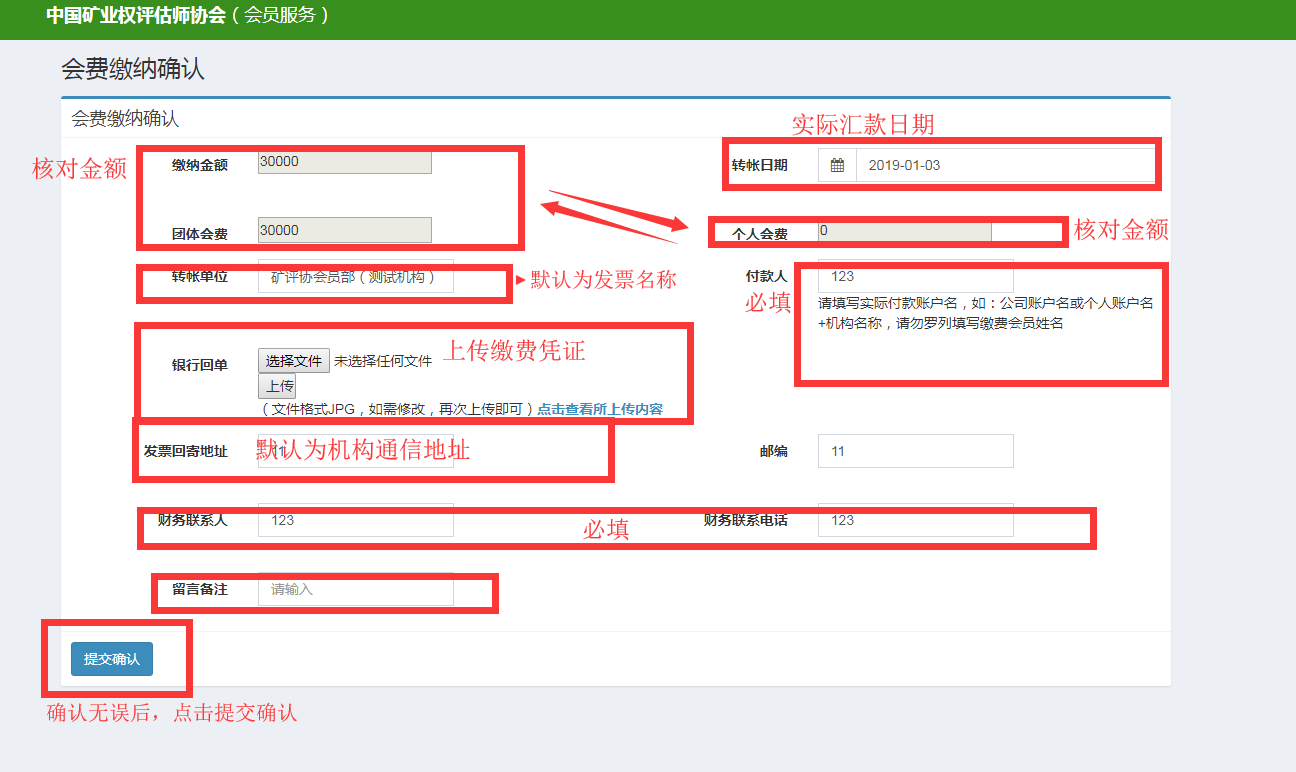 中国矿业权评估师协会（会员服务）
会费缴纳确认
会费缴纳确认
实际汇款日期
核对金额
缴纳金额 30000
转帐日期 2019-01-03
团体会费 30000
个人会费 0
核对金额
转帐单位 矿评协会员部（测试机构）
默认为发票名称
付款人 123
必填
请填写实际付款账户名，如：公司账户名或个人账户名
+机构名称，请勿罗列填写缴费会员姓名
银行回单 选择文件 未选择任何文件
上传缴费凭证
上传
（文件格式JPG，如需修改，再次上传即可）点击查看所上传内容
发票回寄地址 11
默认为机构通信地址
邮编 11
财务联系人 123
必填
财务联系电话 123
留言备注 请输入
提交确认
确认无误后，点击提交确认